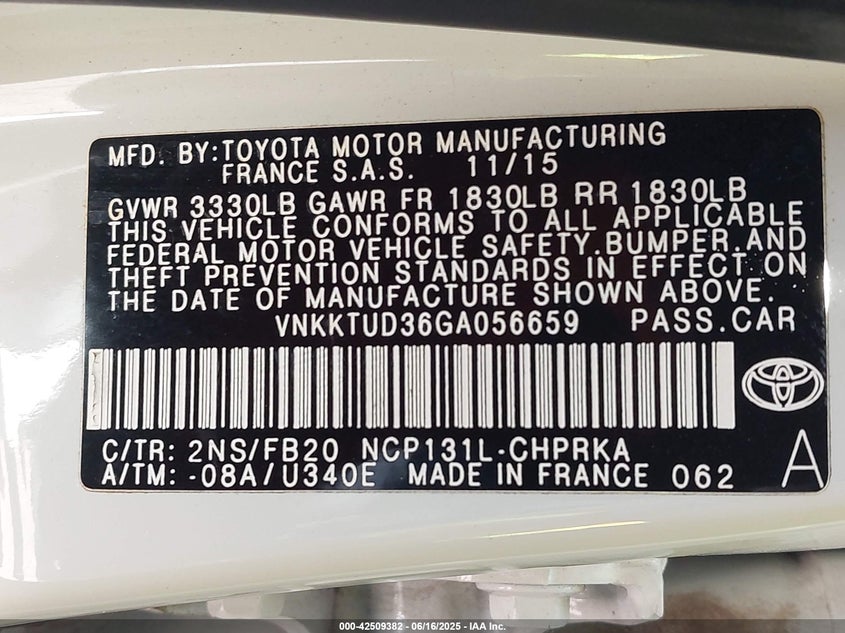 MFD. BY:TOYOTA MOTOR MANUFACTURING
FRANCE S.A.S. 11/15
GVWR 3330LB GAWR FR 1830LB RR 1830LB
THIS VEHICLE CONFORMS TO ALL APPLICABLE
FEDERAL MOTOR VEHICLE SAFETY,BUMPER,AND
THEFT PREVENTION STANDARDS IN EFFECT ON
THE DATE OF MANUFACTURE SHOWN ABOVE.
VNKKTUD36GA056659 PASS.CAR
C/TR: 2NS/FB20 NCP131L-CHPRKA
A/TM: -08A/U340E MADE IN FRANCE 062
A
000-42509382 - 06/16/2025 - IAA Inc.